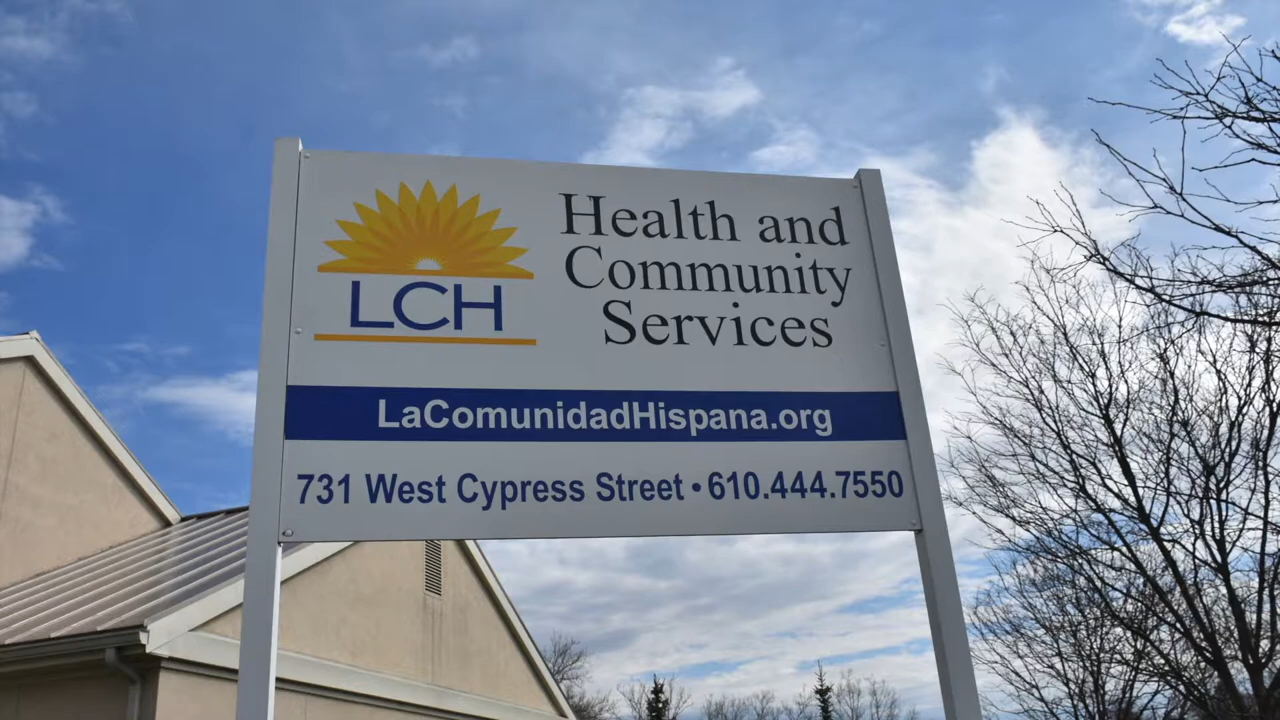 LCH
Health and
Community
Services
LaComunidadHispana.org
731 West Cypress Street • 610.444.7550